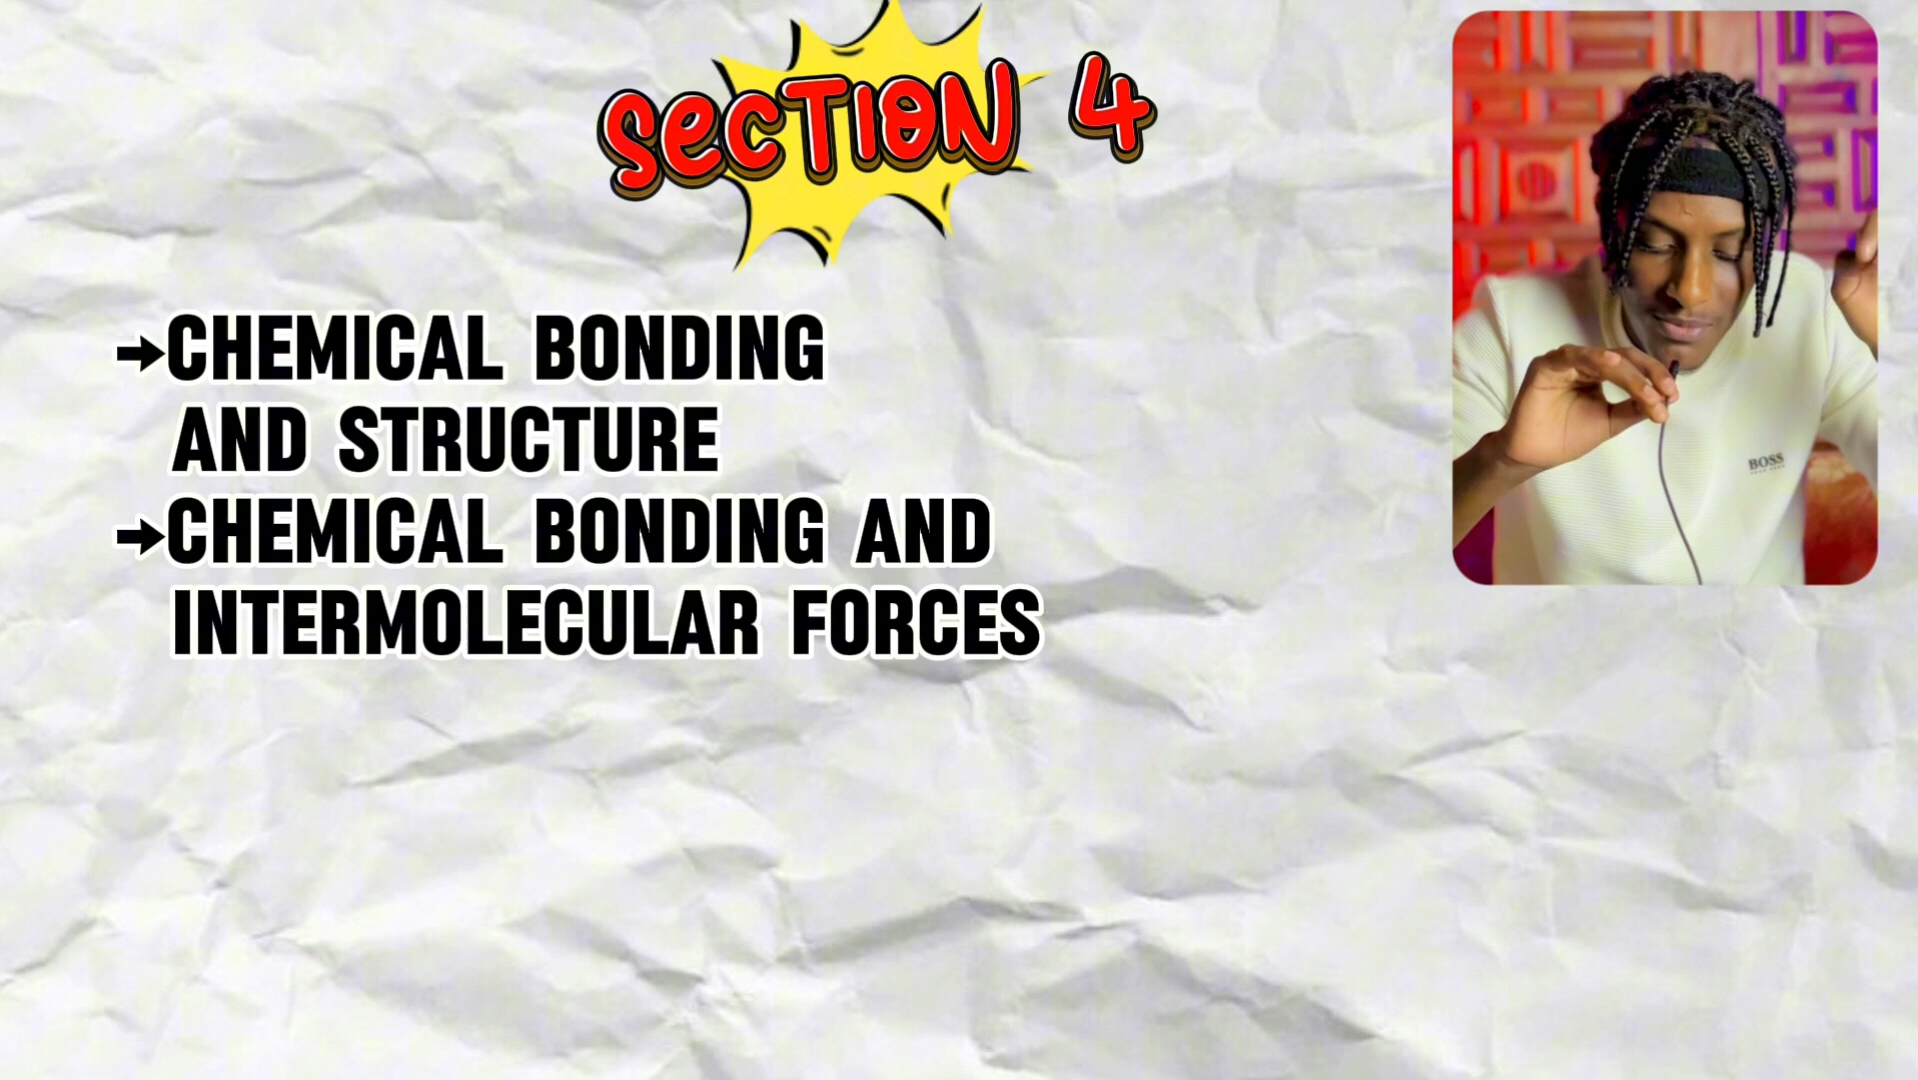 SECTION 4
→CHEMICAL BONDING
AND STRUCTURE
→CHEMICAL BONDING AND
INTERMOLECULAR FORCES
BOSS